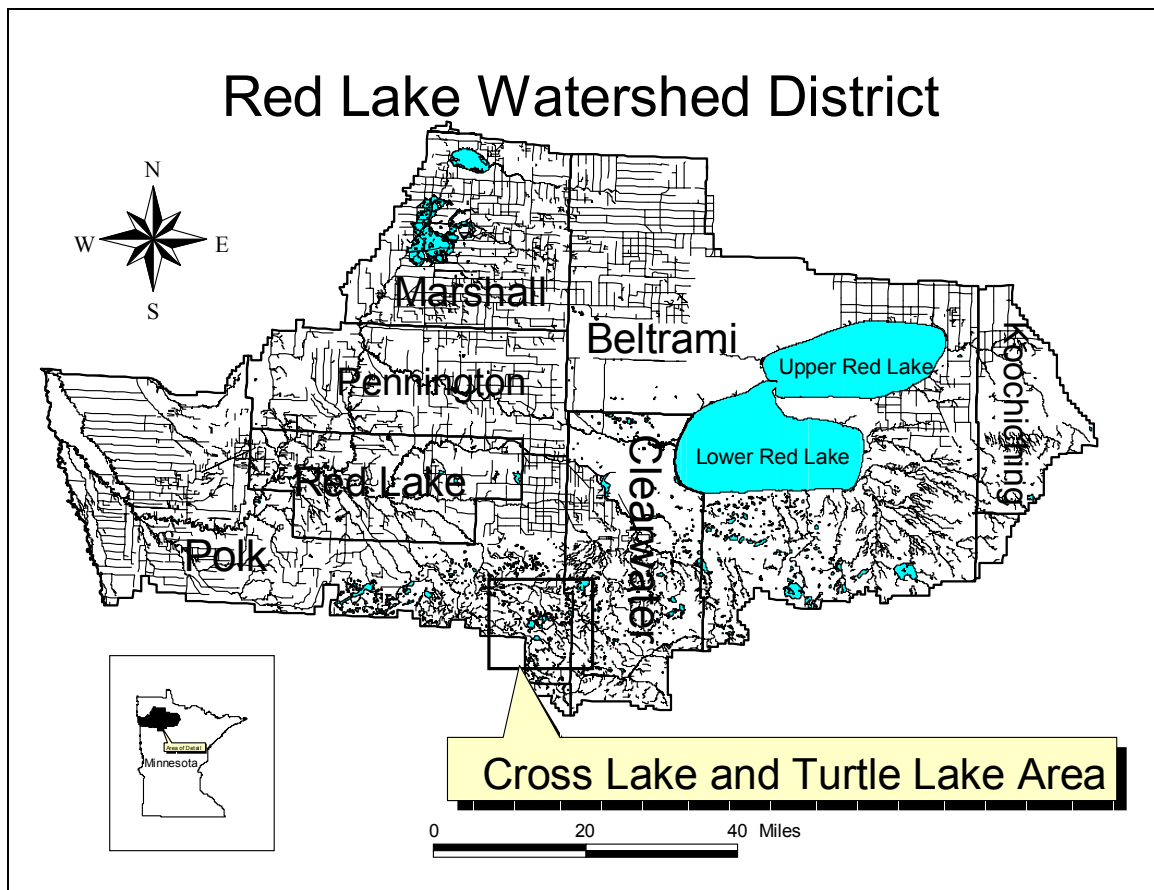 Red Lake Watershed District
N
W
E
S
Marshall
Beltrami
Koochiching
Upper Red Lake
Pennington
Clearwater
Lower Red Lake
Red Lake
Polk
Area of Detail
Minnesota
Cross Lake and Turtle Lake Area
0 20 40 Miles